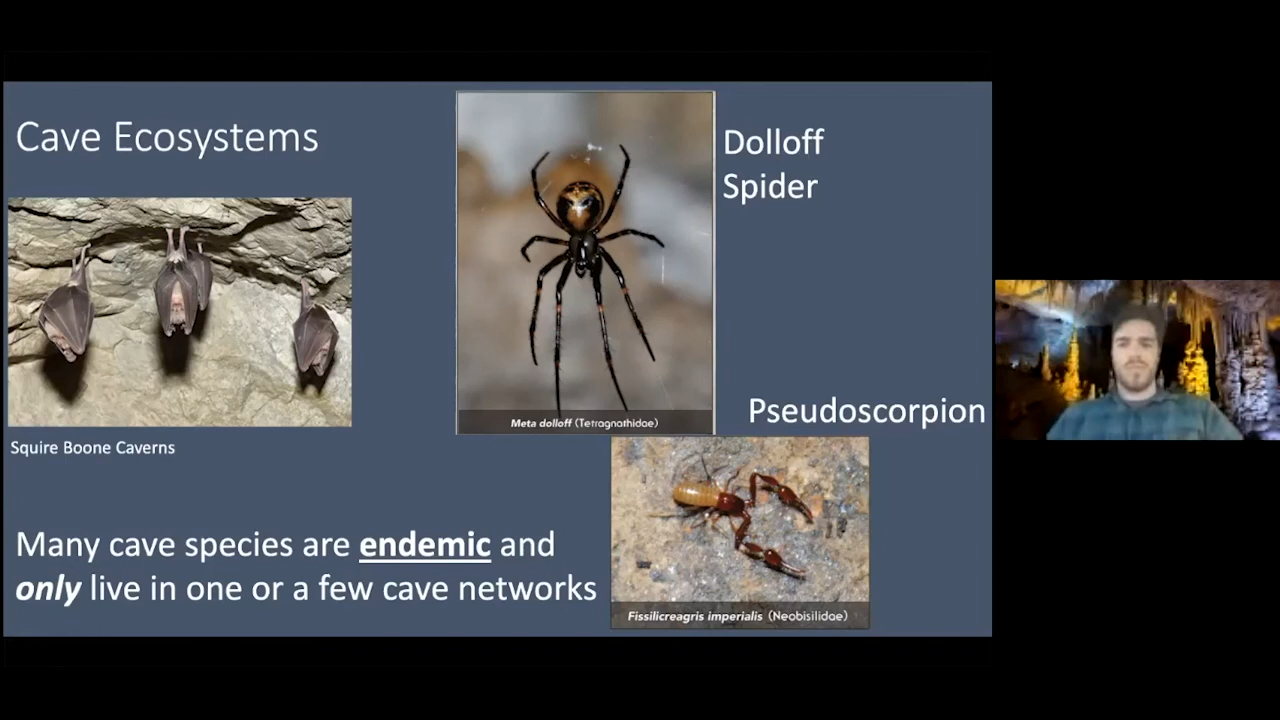 Cave Ecosystems
Dolloff
Spider
Meta dolloff (Tetragnathidae)
Squire Boone Caverns
Pseudoscorpion
Many cave species are endemic and
only live in one or a few cave networks
Fissilicreagris imperialis (Neobisiidae)